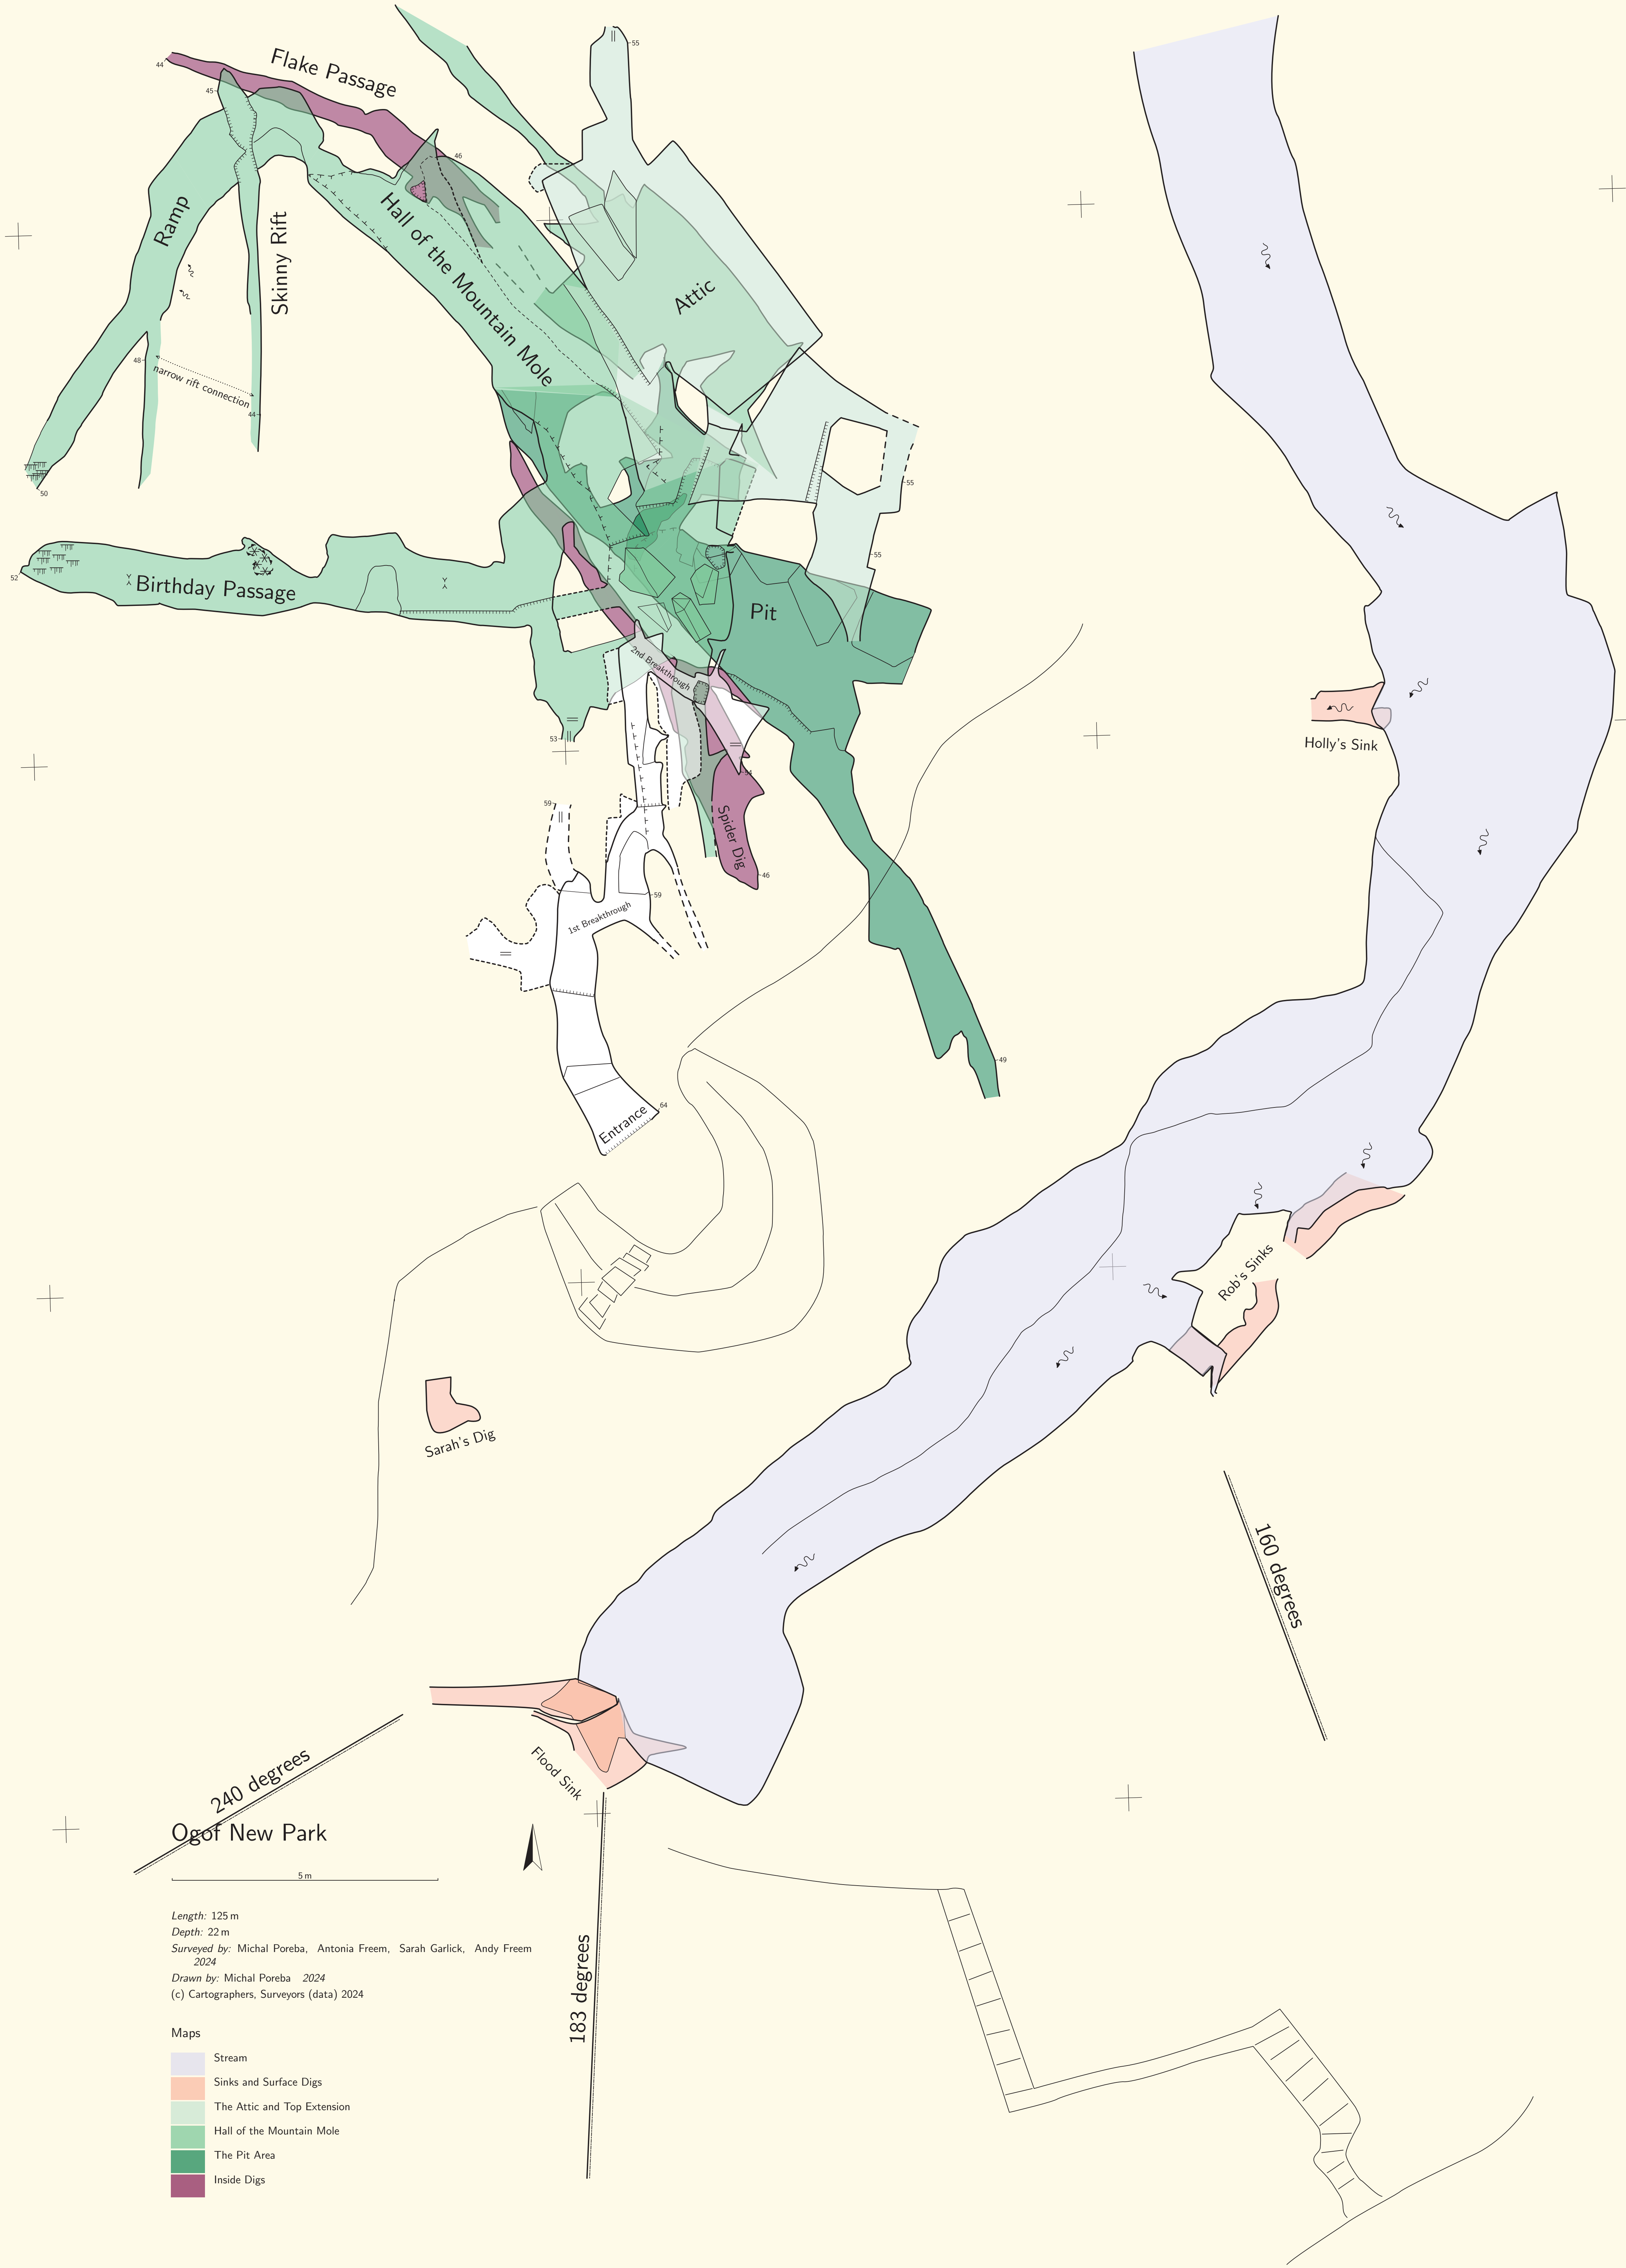 55
44
Flake Passage
45
46
Ramp
Skinny Rift
Hall of the Mountain Mole
Attic
48
narrow rift connection
44
50
55
55
52
Birthday Passage
Pit
2nd Breakthrough
53
Holly's Sink
54
59
Spider Dig
46
59
1st Breakthrough
49
64
Entrance
Rob's Sinks
Sarah's Dig
160 degrees
240 degrees
Flood Sink
183 degrees
Ogof New Park
5 m
Length: 125 m
Depth: 22 m
Surveyed by: Michal Poreba, Antonia Freem, Sarah Garlick, Andy Freem
2024
Drawn by: Michal Poreba 2024
(c) Cartographers, Surveyors (data) 2024
Maps
Stream
Sinks and Surface Digs
The Attic and Top Extension
Hall of the Mountain Mole
The Pit Area
Inside Digs